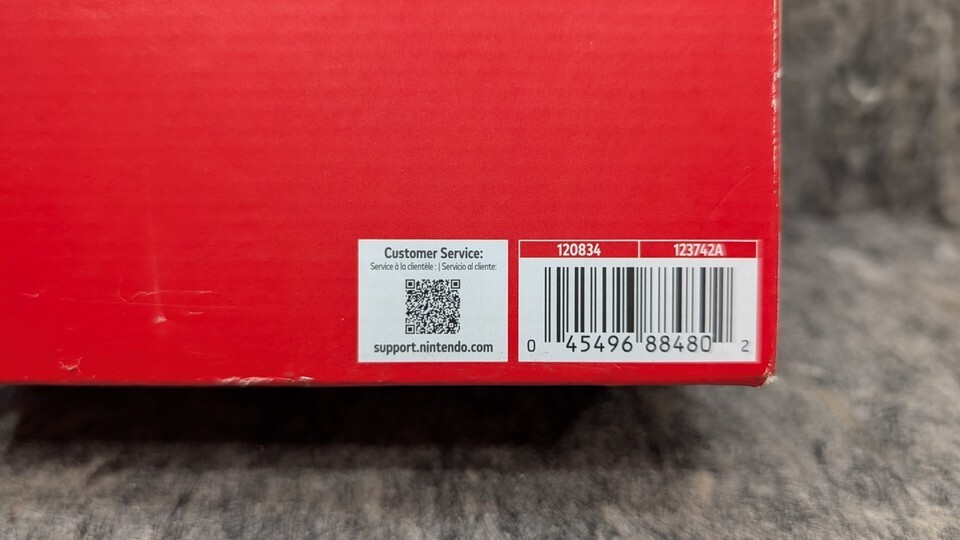 Customer Service:
Service à la clientèle : | Servicio al cliente:
support.nintendo.com
120834 123742A
0 45496 88480 2